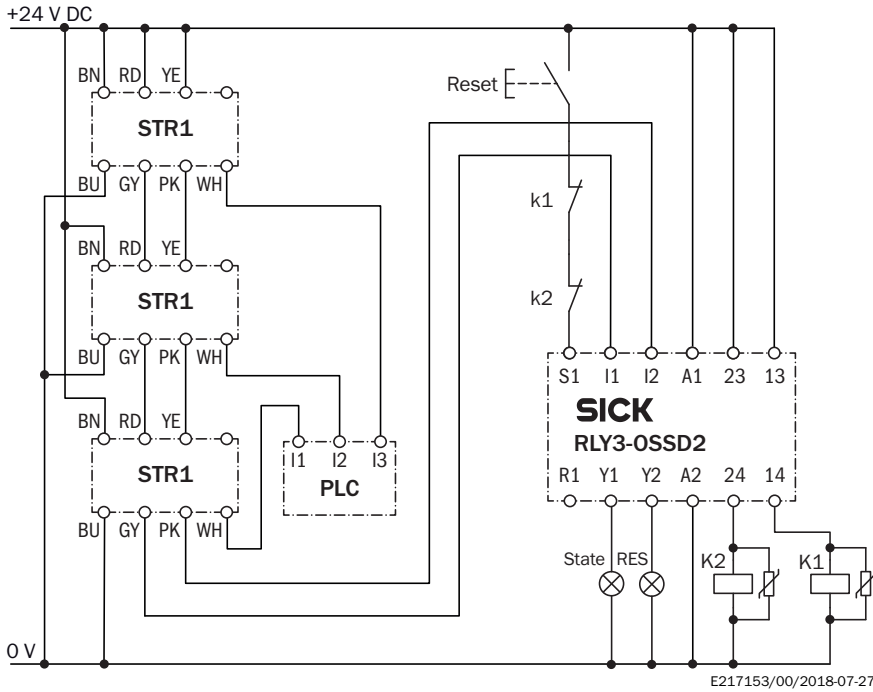 +24 V DC
BN RD YE
STR1
BU GY PK WH
BN RD YE
STR1
BU GY PK WH
BN RD YE
STR1
BU GY PK WH
I1 I2 I3
PLC
Reset
k1
k2
S1 I1 I2 A1 23 13
SICK
RLY3-OSSD2
R1 Y1 Y2 A2 24 14
State RES K2 K1
0 V
E217153/00/2018-07-27